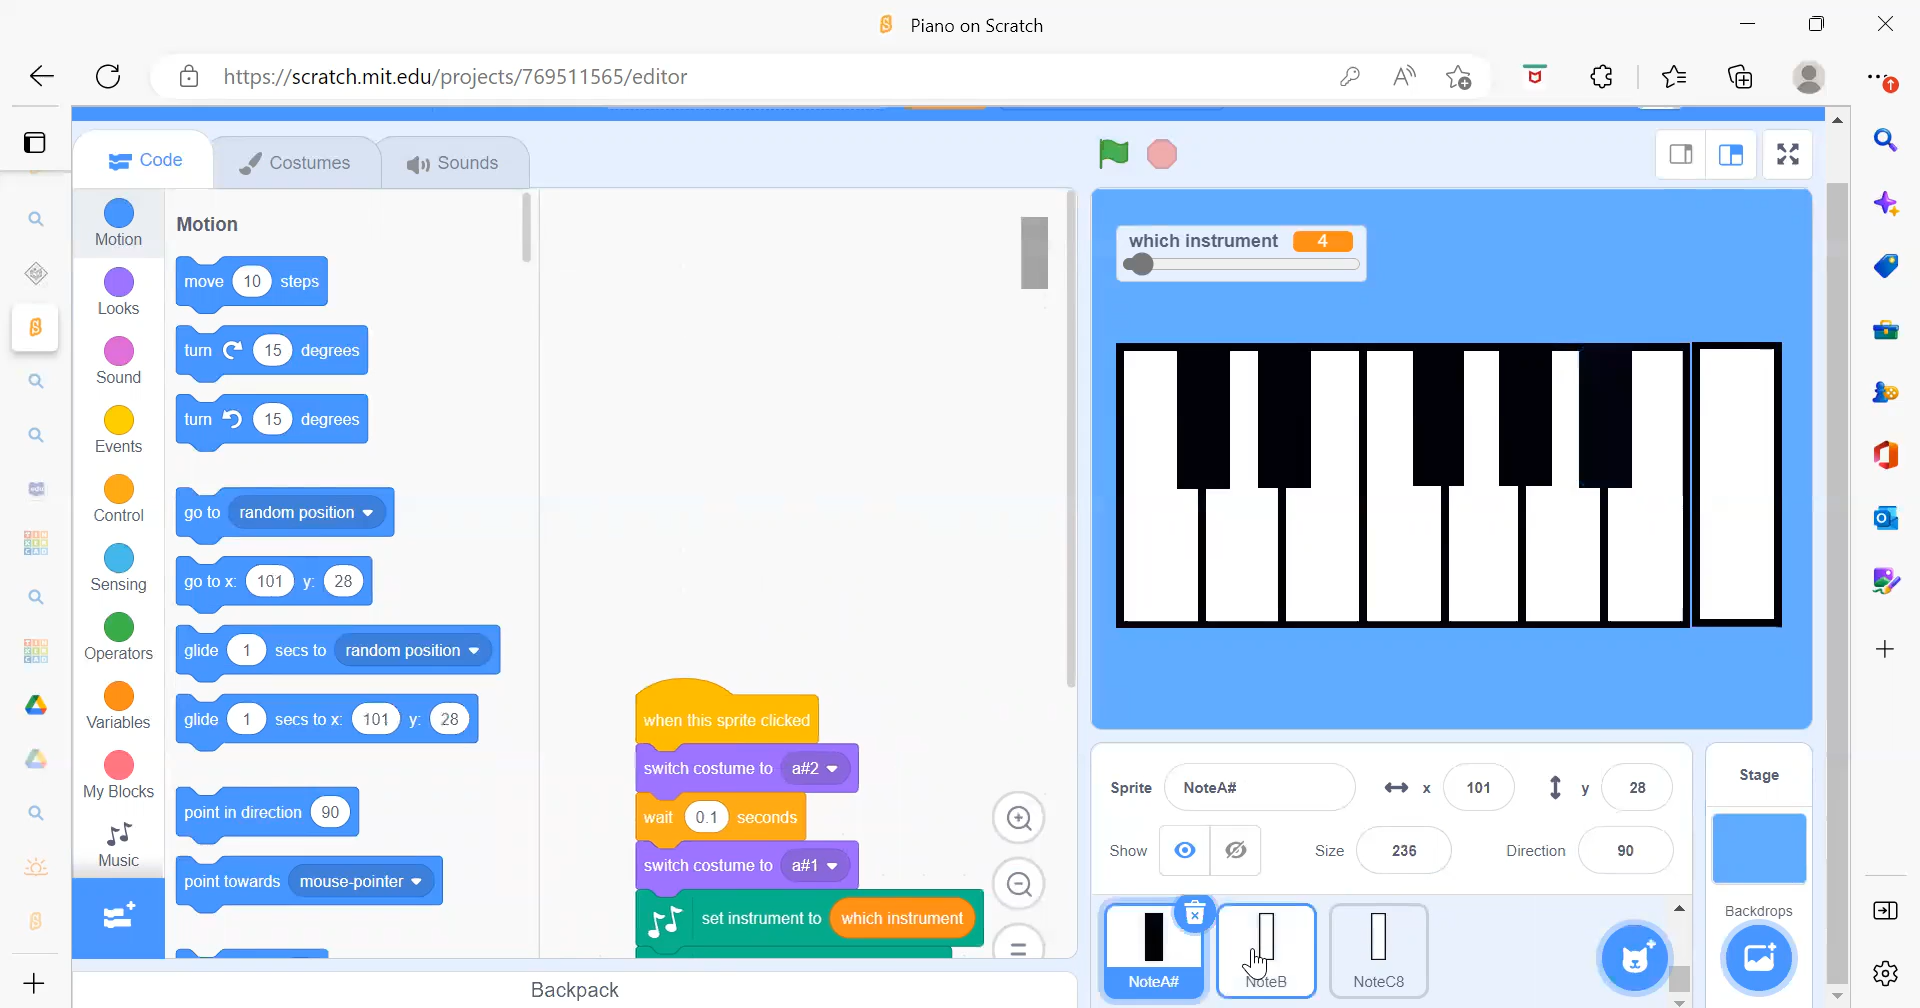 Piano on Scratch
https://scratch.mit.edu/projects/769511565/editor
Code
Costumes
Sounds
Motion
Looks
Sound
Events
Control
Sensing
Operators
Variables
My Blocks
Music
Motion
move 10 steps
turn 15 degrees
turn 15 degrees
go to random position
go to x: 101 y: 28
glide 1 secs to random position
glide 1 secs to x: 101 y: 28
point in direction 90
point towards mouse-pointer
when this sprite clicked
switch costume to a#2
wait 0.1 seconds
switch costume to a#1
set instrument to which instrument
Backpack
which instrument 4
Sprite NoteA# x 101 y 28
Show Size 236 Direction 90
NoteA# NoteB NoteC8
Stage
Backdrops